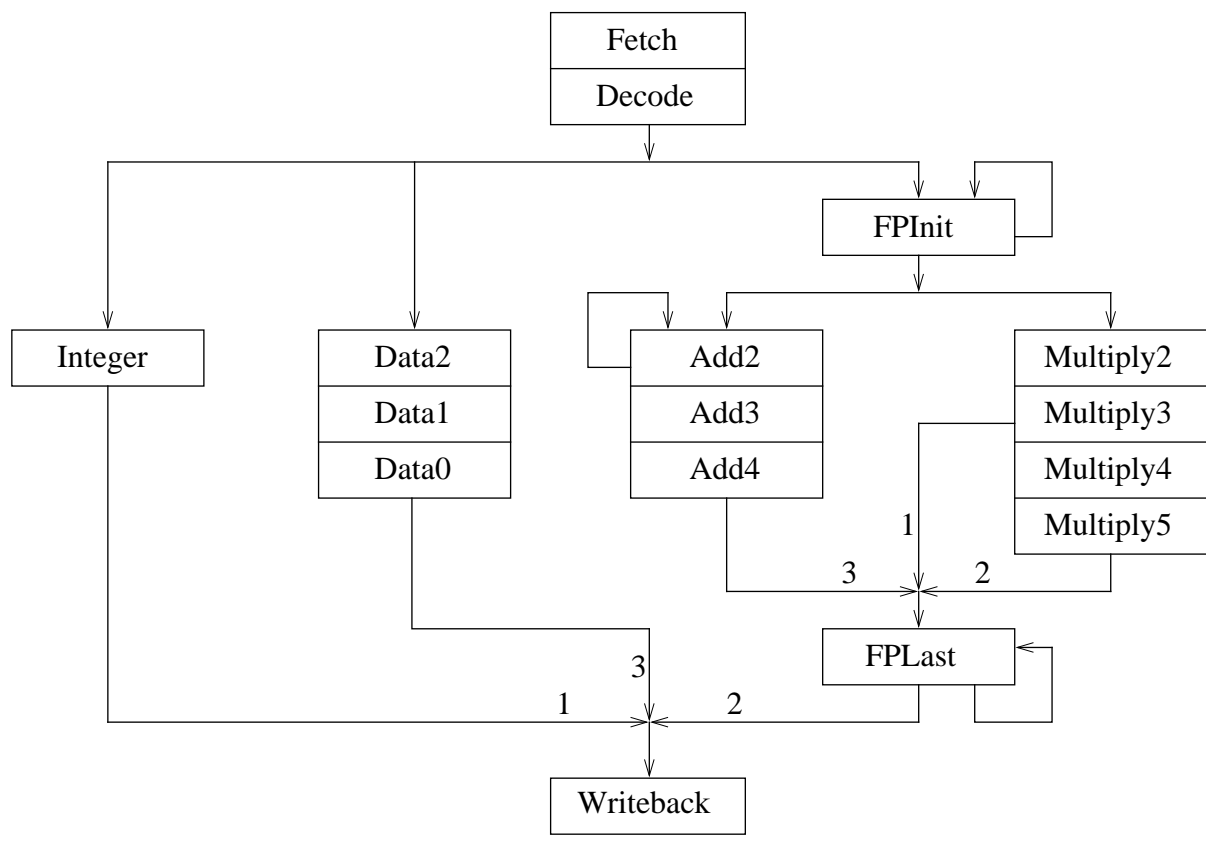 Fetch
Decode
FPInit
Integer
Data2
Add2
Multiply2
Data1
Add3
Multiply3
Data0
Add4
Multiply4
1
Multiply5
3
2
3
FPLast
1
2
Writeback